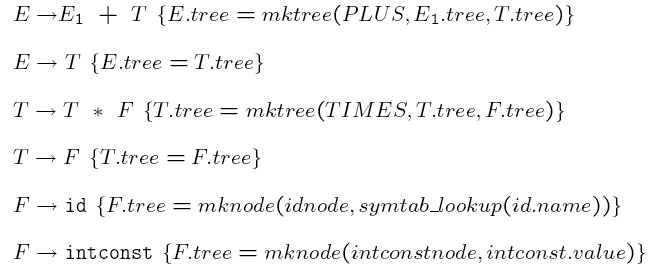 E → E₁ + T {E.tree = mktree(PLUS, E₁.tree, T.tree)}
E → T {E.tree = T.tree}
T → T * F {T.tree = mktree(TIMES, T.tree, F.tree)}
T → F {T.tree = F.tree}
F → id {F.tree = mknode(idnode, symtab_lookup(id.name))}
F → intconst {F.tree = mknode(intconstnode, intconst.value)}